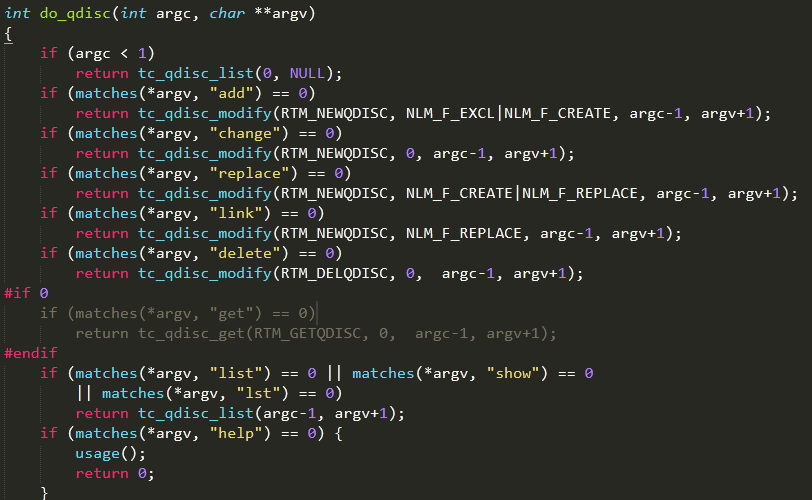 int do_qdisc(int argc, char **argv)
{
    if (argc < 1)
        return tc_qdisc_list(0, NULL);
    if (matches(*argv, "add") == 0)
        return tc_qdisc_modify(RTM_NEWQDISC, NLM_F_EXCL|NLM_F_CREATE, argc-1, argv+1);
    if (matches(*argv, "change") == 0)
        return tc_qdisc_modify(RTM_NEWQDISC, 0, argc-1, argv+1);
    if (matches(*argv, "replace") == 0)
        return tc_qdisc_modify(RTM_NEWQDISC, NLM_F_CREATE|NLM_F_REPLACE, argc-1, argv+1);
    if (matches(*argv, "link") == 0)
        return tc_qdisc_modify(RTM_NEWQDISC, NLM_F_REPLACE, argc-1, argv+1);
    if (matches(*argv, "delete") == 0)
        return tc_qdisc_modify(RTM_DELQDISC, 0,  argc-1, argv+1);
#if 0
    if (matches(*argv, "get") == 0)
        return tc_qdisc_get(RTM_GETQDISC, 0,  argc-1, argv+1);
#endif
    if (matches(*argv, "list") == 0 || matches(*argv, "show") == 0
        || matches(*argv, "lst") == 0)
        return tc_qdisc_list(argc-1, argv+1);
    if (matches(*argv, "help") == 0) {
        usage();
        return 0;
    }